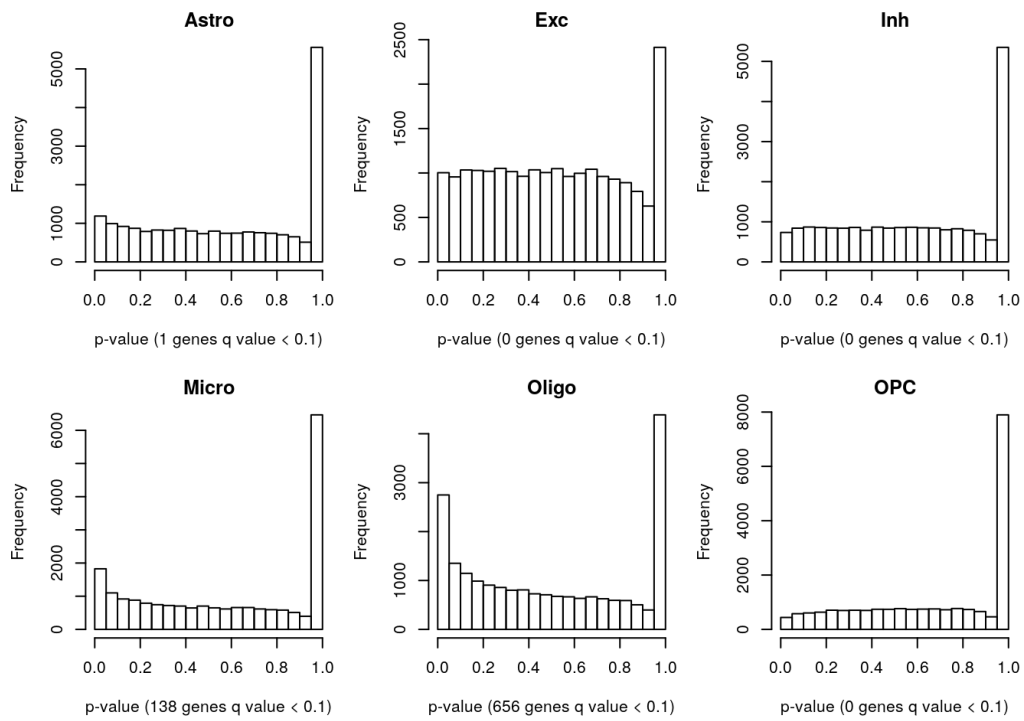 Astro
Frequency
0 1000 3000 5000
0.0 0.2 0.4 0.6 0.8 1.0
p-value (1 genes q value < 0.1)
Exc
Frequency
0 500 1500 2500
0.0 0.2 0.4 0.6 0.8 1.0
p-value (0 genes q value < 0.1)
Inh
Frequency
0 1000 3000 5000
0.0 0.2 0.4 0.6 0.8 1.0
p-value (0 genes q value < 0.1)
Micro
Frequency
0 2000 4000 6000
0.0 0.2 0.4 0.6 0.8 1.0
p-value (138 genes q value < 0.1)
Oligo
Frequency
0 1000 3000
0.0 0.2 0.4 0.6 0.8 1.0
p-value (656 genes q value < 0.1)
OPC
Frequency
0 2000 4000 6000 8000
0.0 0.2 0.4 0.6 0.8 1.0
p-value (0 genes q value < 0.1)